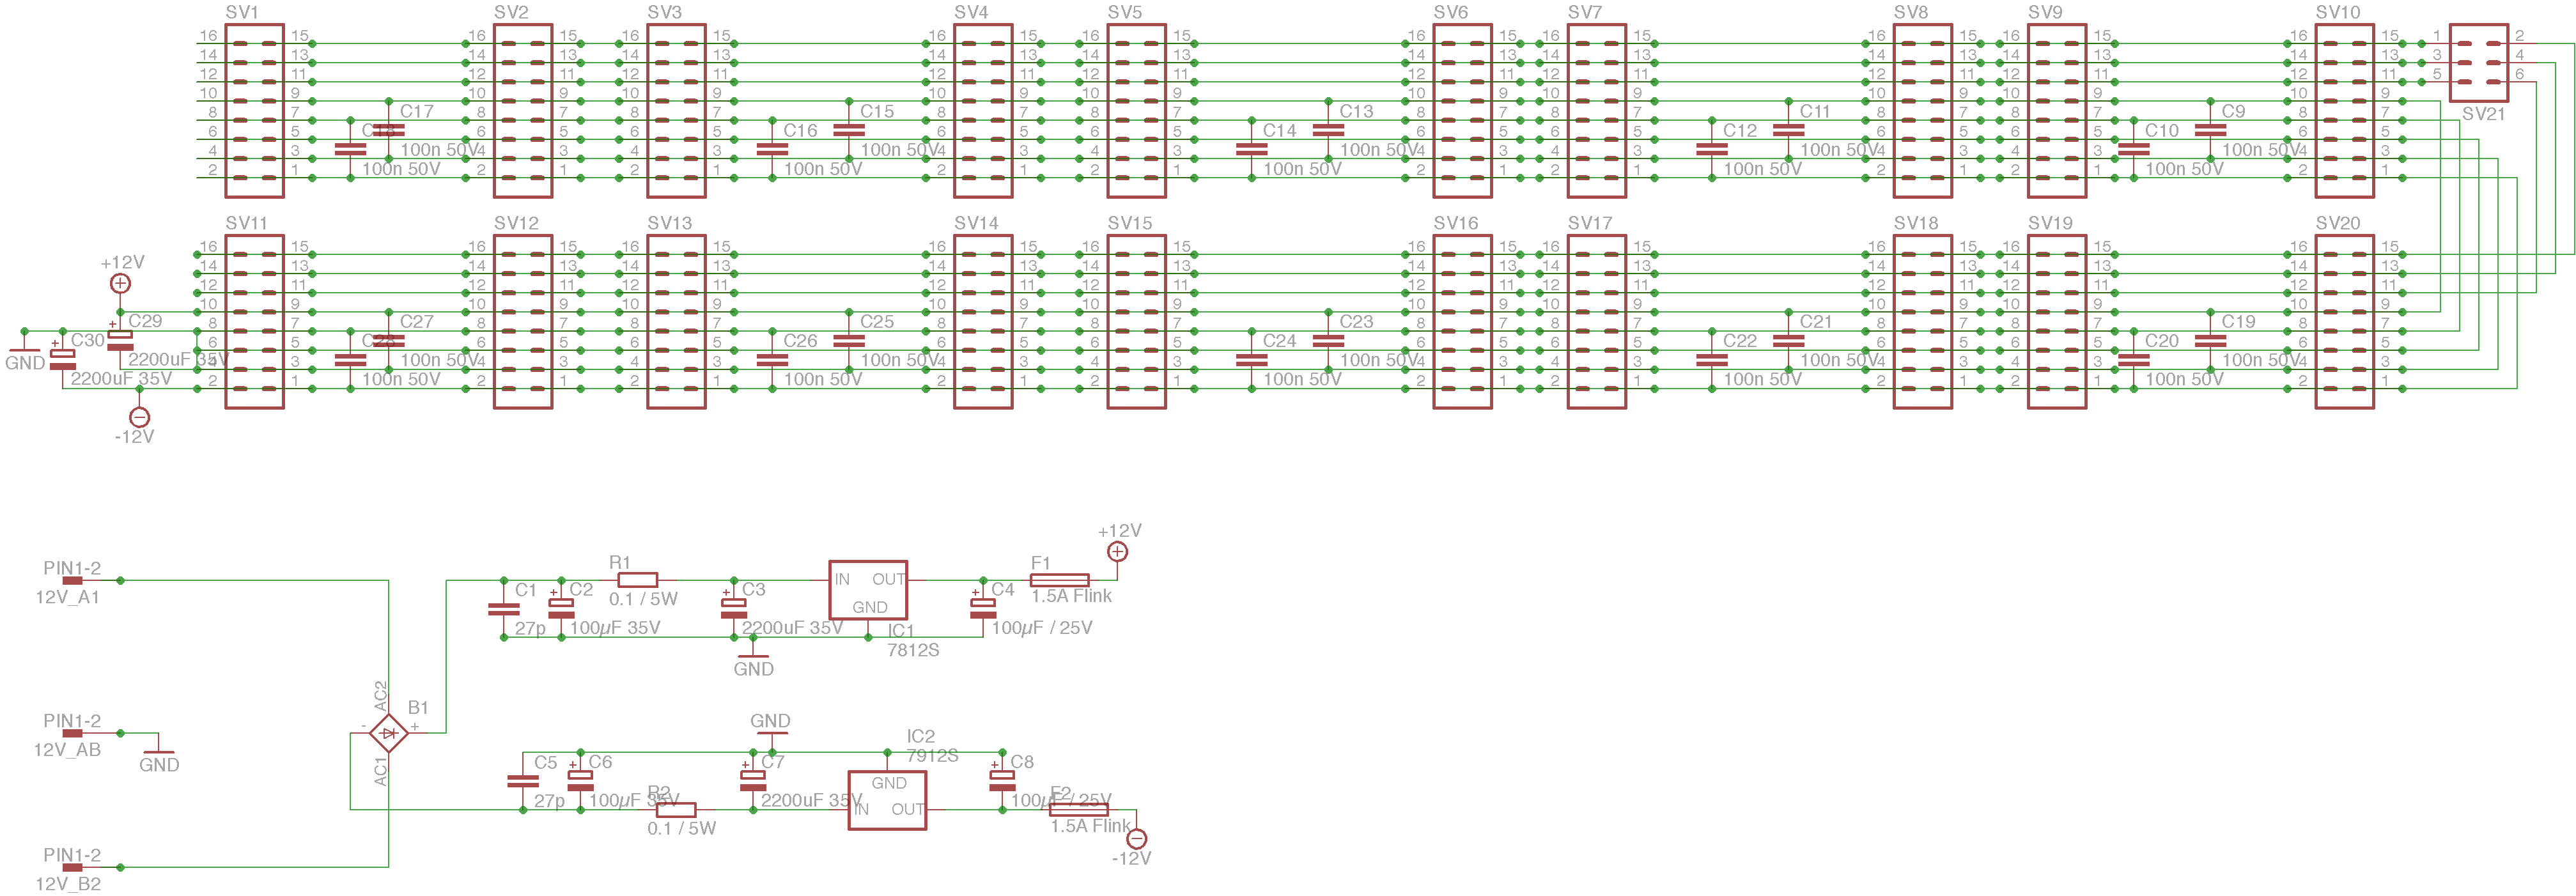 SV1 SV2 SV3 SV4 SV5 SV6 SV7 SV8 SV9 SV10
16 15 16 15 16 15 16 15 16 15 16 15 16 15 16 15 16 15 16 15 1 2
14 13 14 13 14 13 14 13 14 13 14 13 14 13 14 13 14 13 14 13 3 4
12 11 12 11 12 11 12 11 12 11 12 11 12 11 12 11 12 11 12 11 5 6
10 9 10 9 10 9 10 9 10 9 10 9 10 9 10 9 10 9 10 9
C17 C15 C13 C11 C9 SV21
8 7 8 7 8 7 8 7 8 7 8 7 8 7 8 7 8 7 8 7
C18 C16 C14 C12 C10
6 5 6 5 6 5 6 5 6 5 6 5 6 5 6 5 6 5 6 5
100n 50V 100n 50V 100n 50V 100n 50V 100n 50V
4 3 4 3 4 3 4 3 4 3 4 3 4 3 4 3 4 3 4 3
100n 50V 100n 50V 100n 50V 100n 50V 100n 50V
2 1 2 1 2 1 2 1 2 1 2 1 2 1 2 1 2 1 2 1
SV11 SV12 SV13 SV14 SV15 SV16 SV17 SV18 SV19 SV20
16 15 16 15 16 15 16 15 16 15 16 15 16 15 16 15 16 15 16 15
+12V
14 13 14 13 14 13 14 13 14 13 14 13 14 13 14 13 14 13 14 13
12 11 12 11 12 11 12 11 12 11 12 11 12 11 12 11 12 11 12 11
10 9 10 9 10 9 10 9 10 9 10 9 10 9 10 9 10 9 10 9
+ C29 C27 C25 C23 C21 C19
8 7 8 7 8 7 8 7 8 7 8 7 8 7 8 7 8 7 8 7
+ C30 C28 C26 C24 C22 C20
6 5 6 5 6 5 6 5 6 5 6 5 6 5 6 5 6 5 6 5
GND 2200uF 35V 100n 50V 100n 50V 100n 50V 100n 50V 100n 50V
4 3 4 3 4 3 4 3 4 3 4 3 4 3 4 3 4 3 4 3
2200uF 35V 100n 50V 100n 50V 100n 50V 100n 50V 100n 50V
2 1 2 1 2 1 2 1 2 1 2 1 2 1 2 1 2 1 2 1
-12V
+12V
PIN1-2 R1 F1
IN OUT
12V_A1 C1 + C2 0.1 / 5W + C3 + C4 1.5A Flink
GND
27p 100µF 35V 2200uF 35V IC1 100µF / 25V
7812S
GND
AC2
B1
PIN1-2 - + GND IC2
12V_AB 7912S
GND AC1 C5 + C6 + C7 GND + C8
27p 100µF 35V R2 2200uF 35V IN OUT 100µF / 25V F2
0.1 / 5W 1.5A Flink
PIN1-2 -12V
12V_B2